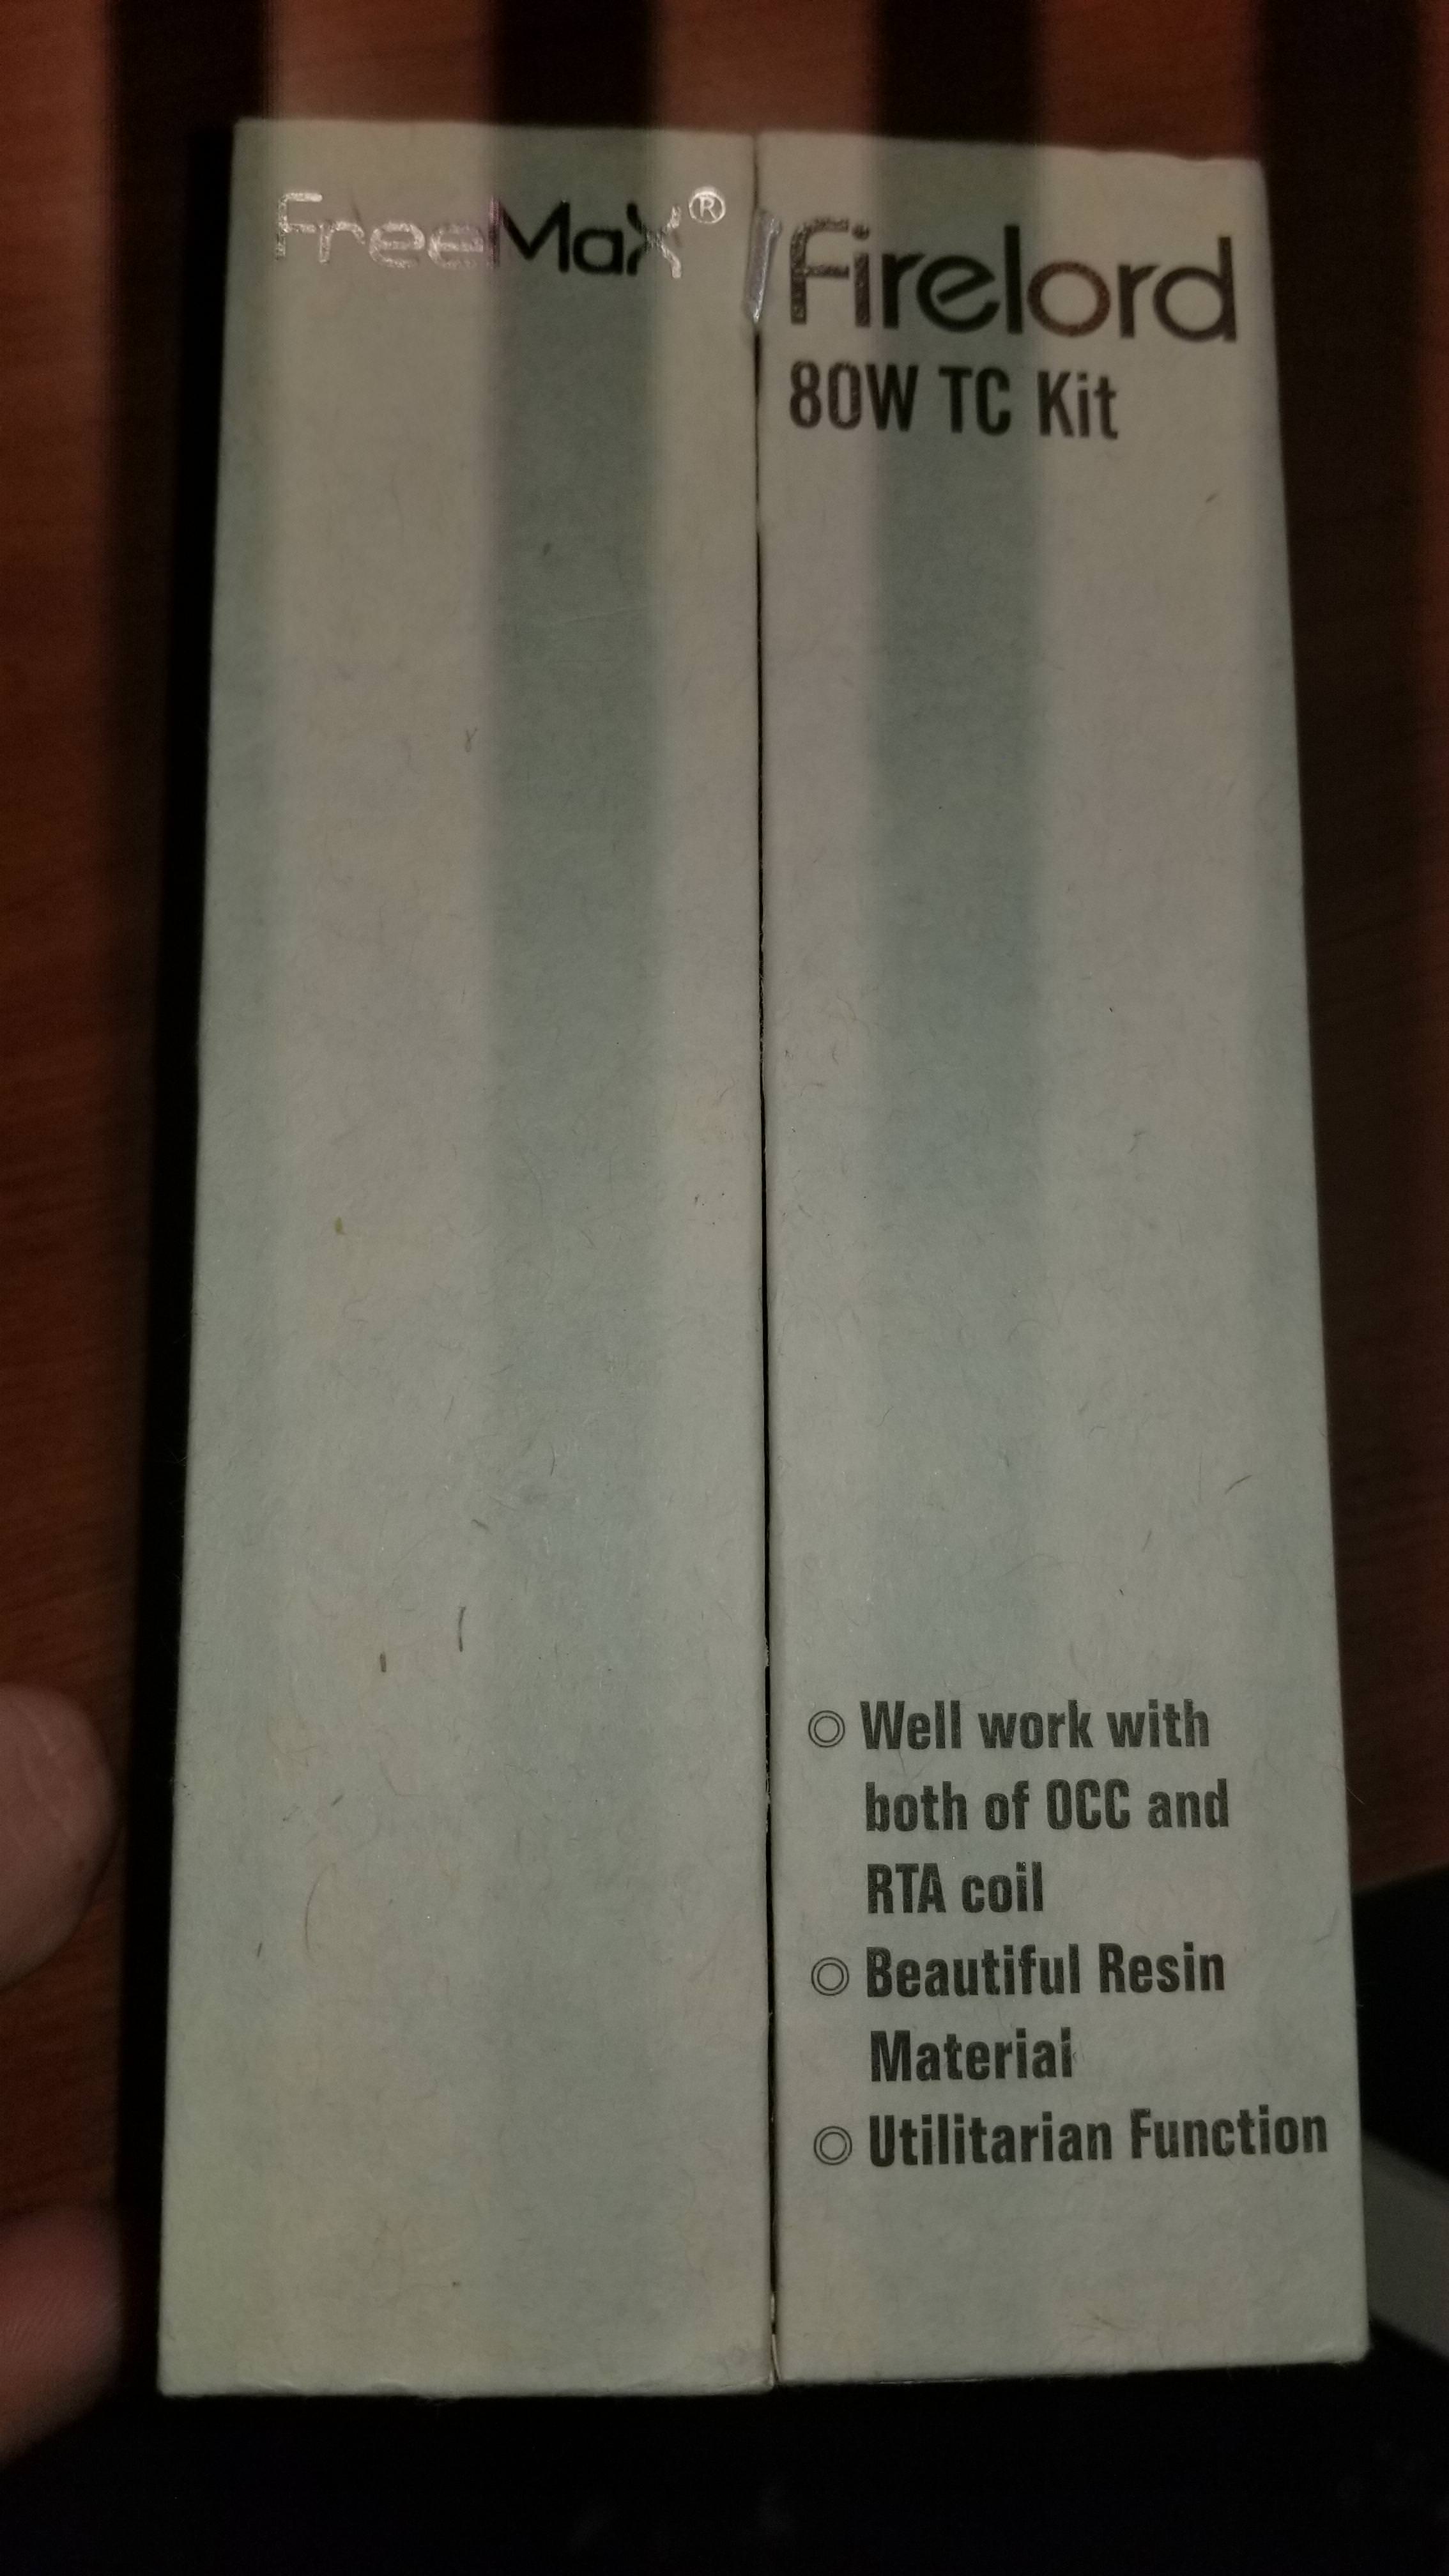 FreeMaX®
Firelord
80W TC Kit
◎ Well work with
both of OCC and
RTA coil
◎ Beautiful Resin
Material
◎ Utilitarian Function